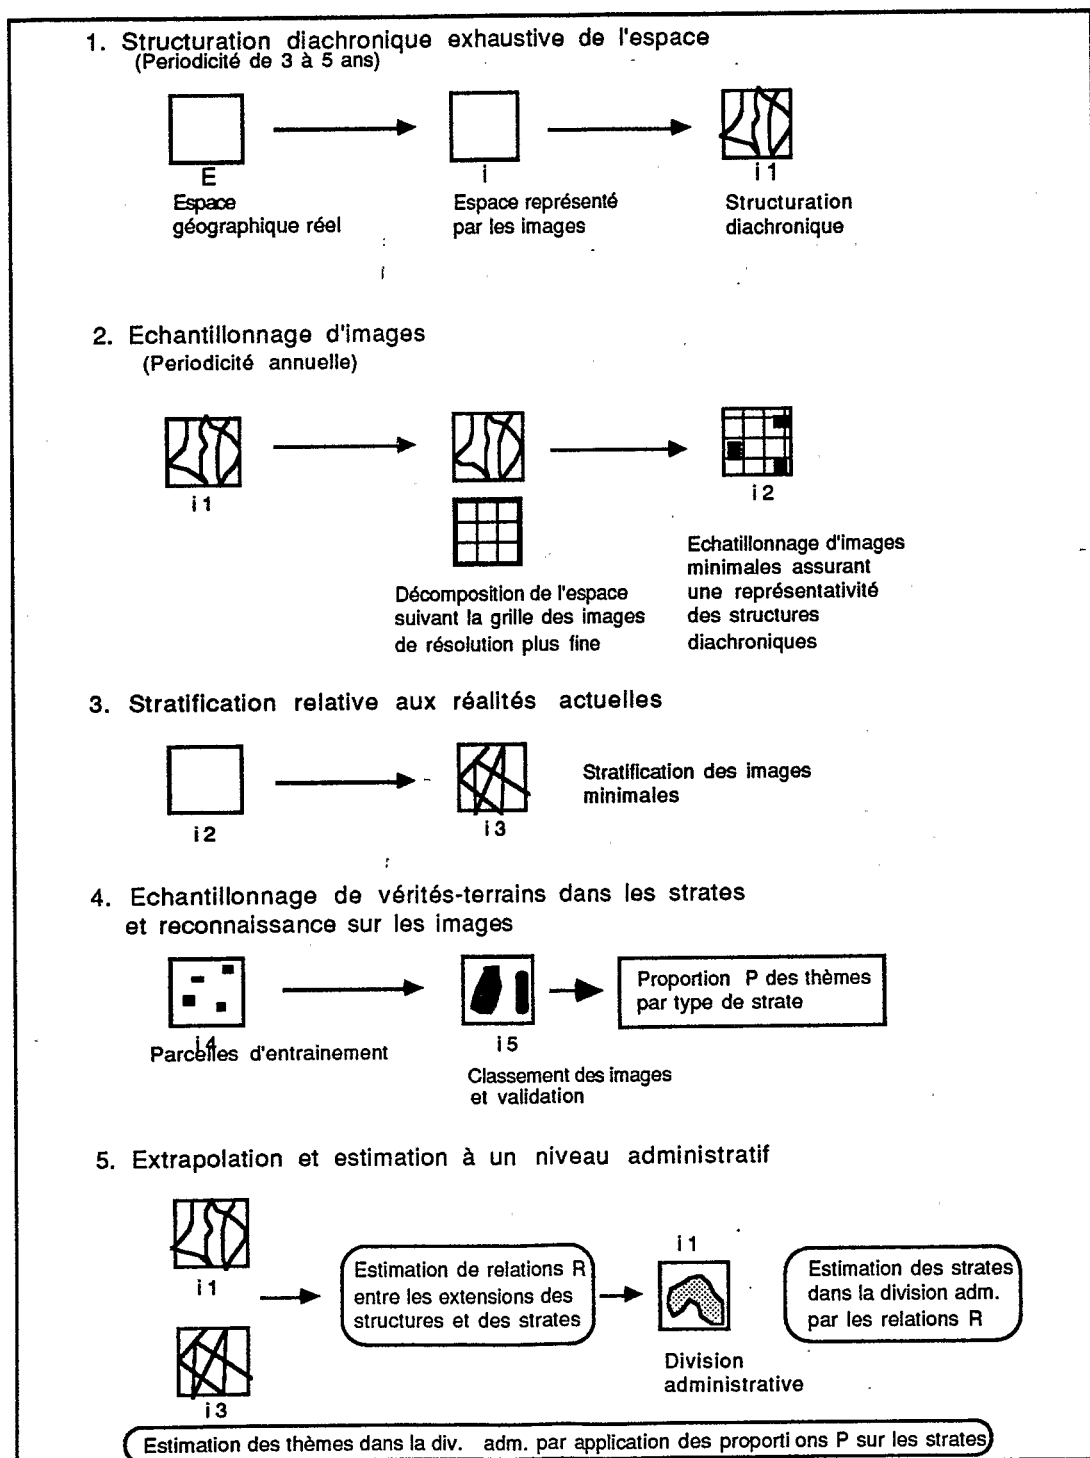 1. Structuration diachronique exhaustive de l'espace
(Periodicité de 3 à 5 ans)
E
i
i 1
Espace
géographique réel
Espace représenté
par les images
Structuration
diachronique
2. Echantillonnage d'images
(Periodicité annuelle)
i 1
i 2
Décomposition de l'espace
suivant la grille des images
de résolution plus fine
Echatillonnage d'images
minimales assurant
une représentativité
des structures
diachroniques
3. Stratification relative aux réalités actuelles
i 2
i 3
Stratification des images
minimales
4. Echantillonnage de vérités-terrains dans les strates
et reconnaissance sur les images
i 4
Parcelles d'entrainement
i 5
Classement des images
et validation
Proportion P des thèmes
par type de strate
5. Extrapolation et estimation à un niveau administratif
i 1
i 3
Estimation de relations R
entre les extensions des
structures et des strates
i 1
Division
administrative
Estimation des strates
dans la division adm.
par les relations R
Estimation des thèmes dans la div. adm. par application des proportions P sur les strates